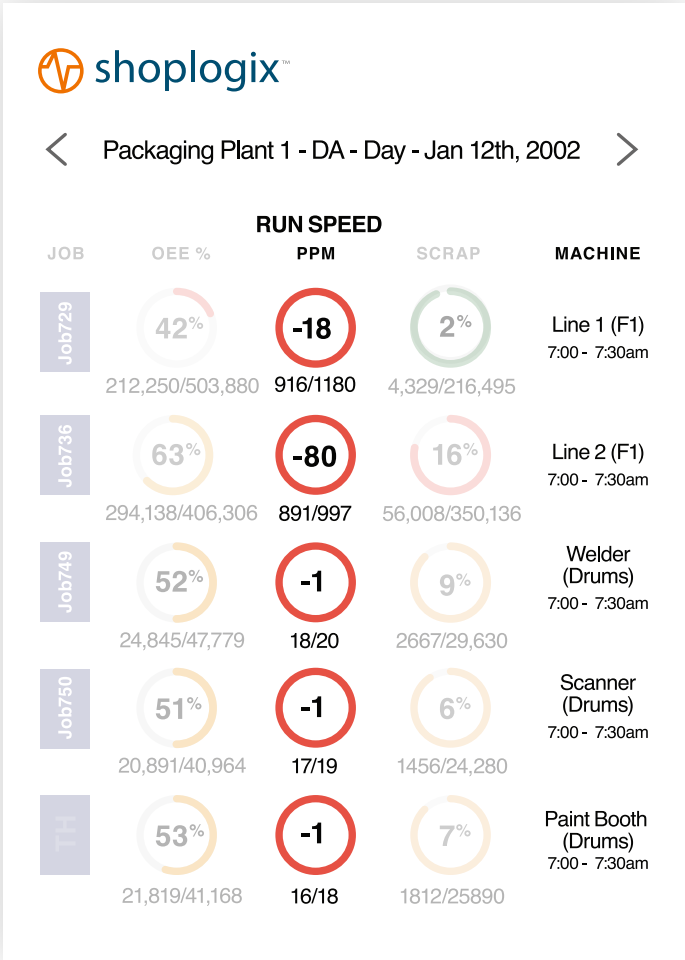 shoplogix™
Packaging Plant 1 - DA - Day - Jan 12th, 2002
RUN SPEED
JOB OEE % PPM SCRAP MACHINE
Job729 42% -18 2% Line 1 (F1)
7:00 - 7:30am
212,250/503,880 916/1180 4,329/216,495
Job736 63% -80 16% Line 2 (F1)
7:00 - 7:30am
294,138/406,306 891/997 56,008/350,136
Welder
Job749 52% -1 9% (Drums)
7:00 - 7:30am
24,845/47,779 18/20 2667/29,630
Scanner
Job750 51% -1 6% (Drums)
7:00 - 7:30am
20,891/40,964 17/19 1456/24,280
Paint Booth
TH 53% -1 7% (Drums)
7:00 - 7:30am
21,819/41,168 16/18 1812/25890